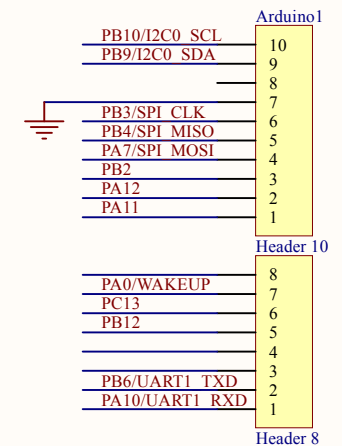 Arduino1
PB10/I2C0_SCL 10
PB9/I2C0_SDA 9
8
7
PB3/SPI_CLK 6
PB4/SPI_MISO 5
PA7/SPI_MOSI 4
PB2 3
PA12 2
PA11 1
Header 10
8
PA0/WAKEUP 7
PC13 6
PB12 5
4
3
PB6/UART1_TXD 2
PA10/UART1_RXD 1
Header 8